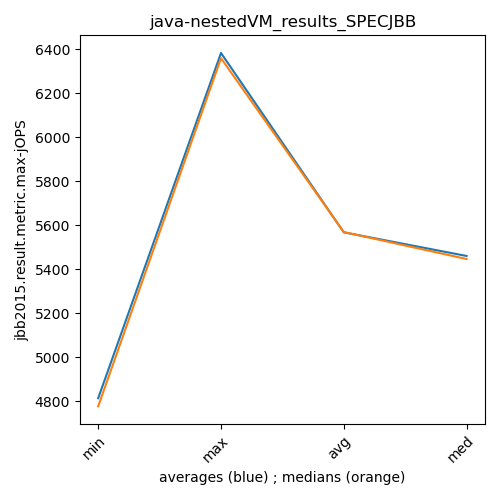 java-nestedVM_results_SPECJBB
jbb2015.result.metric.max-jOPS
6400
6200
6000
5800
5600
5400
5200
5000
4800
min
max
avg
med
averages (blue) ; medians (orange)